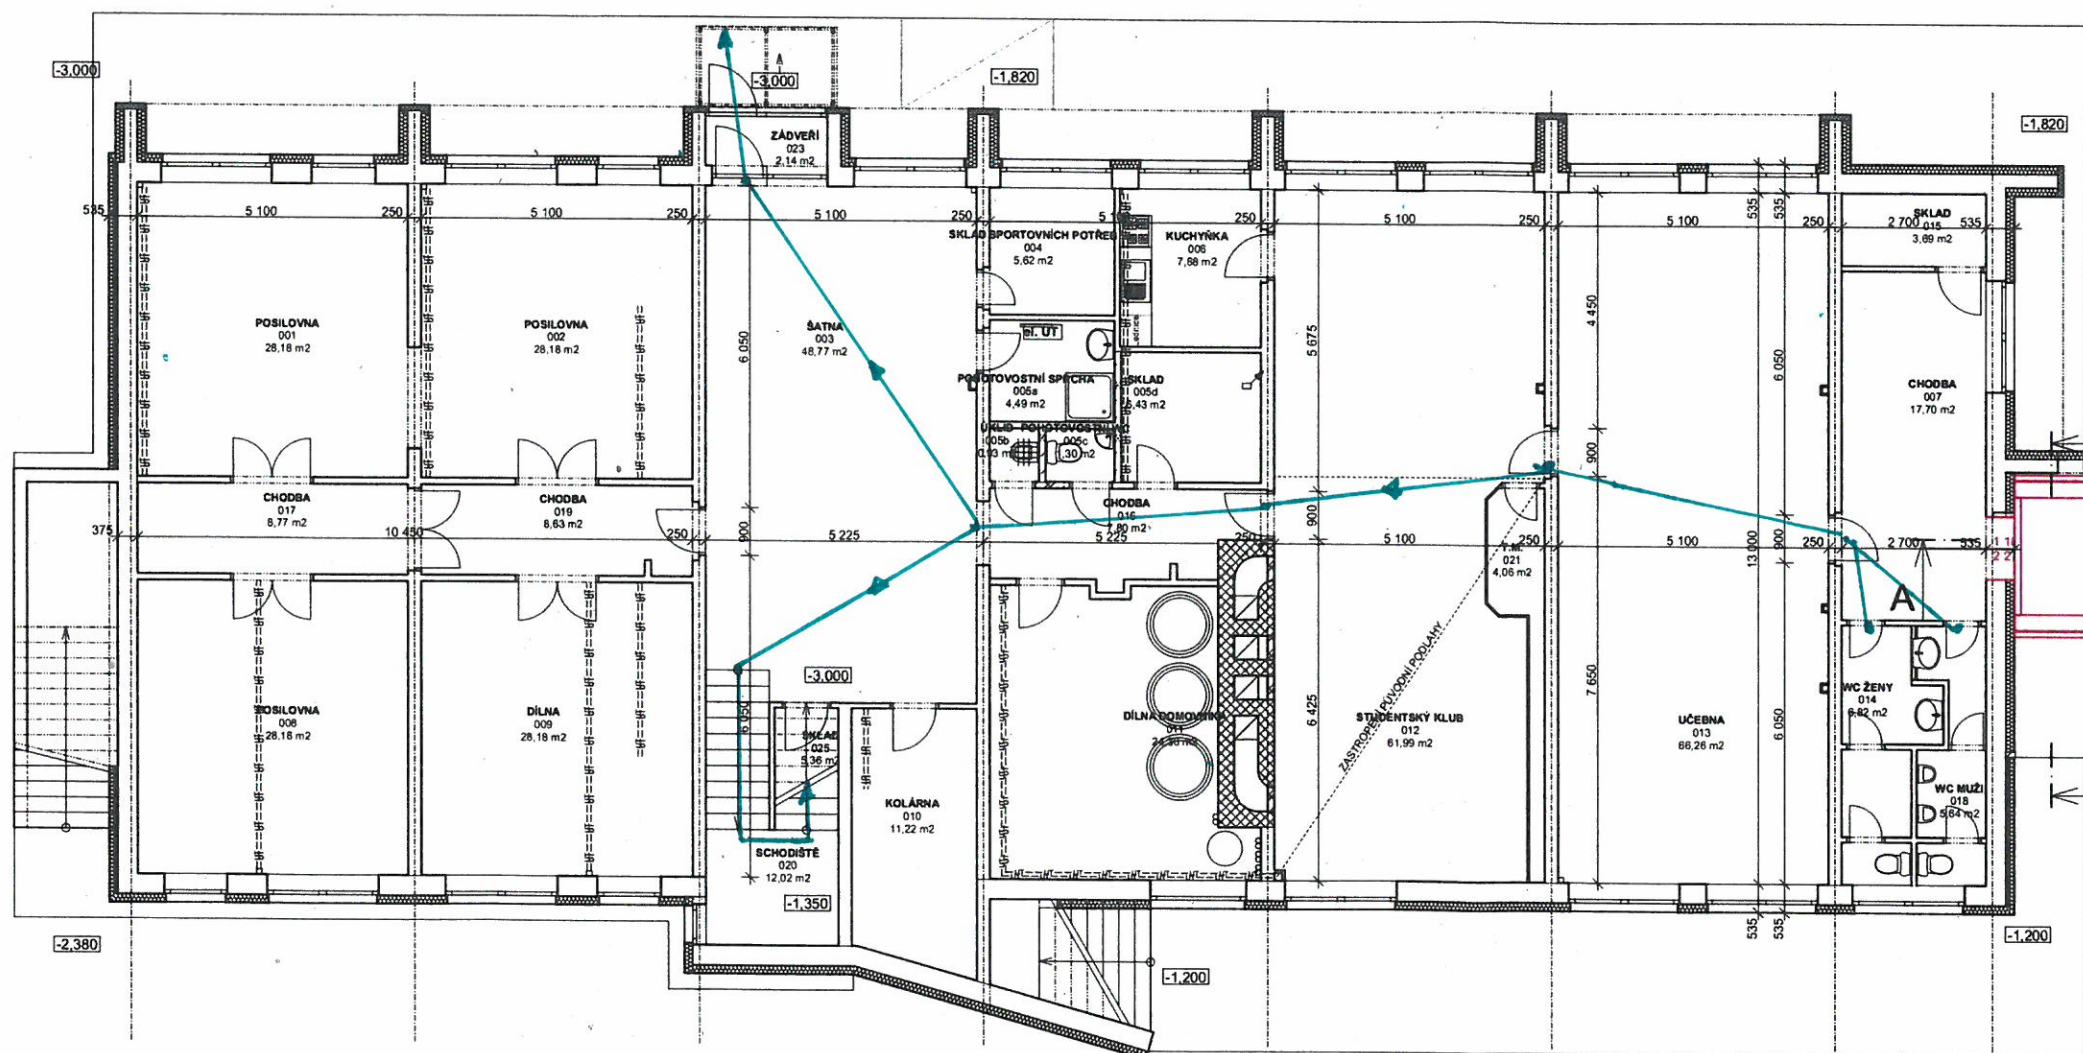 -3,000
-3,000
-1,820
-1,820
ZÁDVEŘÍ
023
2,14 m2
535
5 100
250
5 100
250
5 100
250
250
5 100
250
5 100
250
2 700
535
535
535
SKLAD
015
3,69 m2
SKLAD SPORTOVNÍCH POTŘEB
004
5,62 m2
KUCHYŇKA
006
7,68 m2
POSILOVNA
001
28,18 m2
POSILOVNA
002
28,18 m2
ŠATNA
003
48,77 m2
6 050
5 675
4 450
6 050
POHOTOVOSTNÍ SPRCHA
005a
4,49 m2
SKLAD
005d
CHODBA
007
17,70 m2
005b
005c
900
CHODBA
017
8,77 m2
CHODBA
019
8,63 m2
CHODBA
016
7,80 m2
900
900
900
375
10 450
250
5 225
5 225
250
5 100
250
5 100
250
2 700
535
13 000
T.M.
021
4,06 m2
A
ZASTROPENÍ PŮVODNÍ PODLAHY
-3,000
POSILOVNA
008
28,18 m2
DÍLNA
009
28,18 m2
6 050
SKLAD
025
5,36 m2
KOLÁRNA
010
11,22 m2
DÍLNA DOMOVNÍKA
011
6 425
STUDENTSKÝ KLUB
012
61,99 m2
7 650
UČEBNA
013
66,26 m2
6 050
WC ŽENY
014
6,82 m2
WC MUŽI
018
5,64 m2
SCHODIŠTĚ
020
12,02 m2
-1,350
535
535
-2,380
-1,200
-1,200